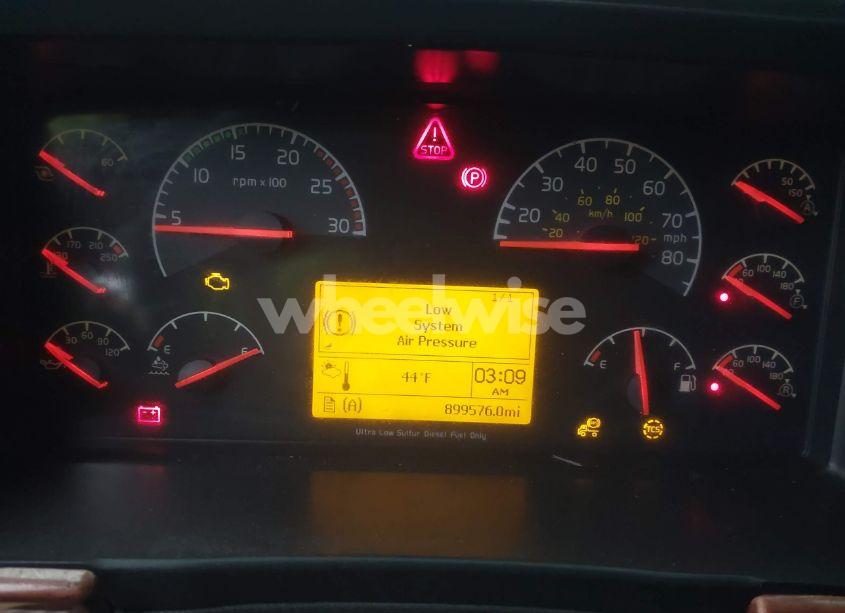 60
15
10
20
5
25
30
rpm x 100
STOP
P
40
50
30
60
20
70
80
mph
60
80
40
100
20
120
km/h
50
150
A
170
210
250
30
60
90
120
E
F
wheelwise
1/1
Low
System
Air Pressure
44°F
03:09
AM
(A)
899576.0mi
Ultra Low Sulfur Diesel Fuel Only
E
F
TCS
60
100
140
180
F
60
100
140
180
R